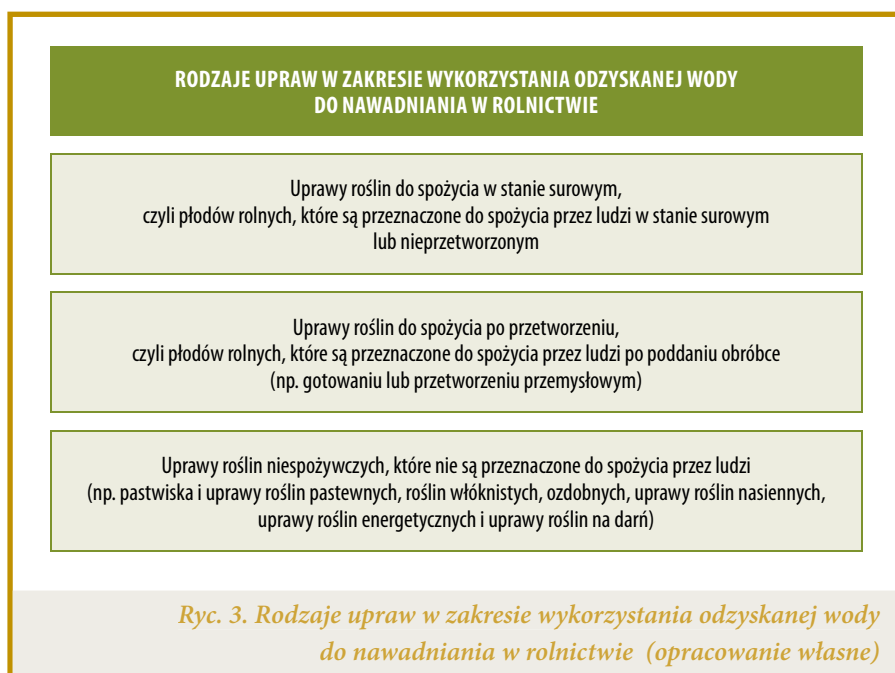 RODZAJE UPRAW W ZAKRESIE WYKORZYSTANIA ODZYSKANEJ WODY
DO NAWADNIANIA W ROLNICTWIE
Uprawy roślin do spożycia w stanie surowym,
czyli płodów rolnych, które są przeznaczone do spożycia przez ludzi w stanie surowym
lub nieprzetworzonym
Uprawy roślin do spożycia po przetworzeniu,
czyli płodów rolnych, które są przeznaczone do spożycia przez ludzi po poddaniu obróbce
(np. gotowaniu lub przetworzeniu przemysłowym)
Uprawy roślin niespożywczych, które nie są przeznaczone do spożycia przez ludzi
(np. pastwiska i uprawy roślin pastewnych, roślin włóknistych, ozdobnych, uprawy roślin nasiennych,
uprawy roślin energetycznych i uprawy roślin na darń)
Ryc. 3. Rodzaje upraw w zakresie wykorzystania odzyskanej wody
do nawadniania w rolnictwie (opracowanie własne)